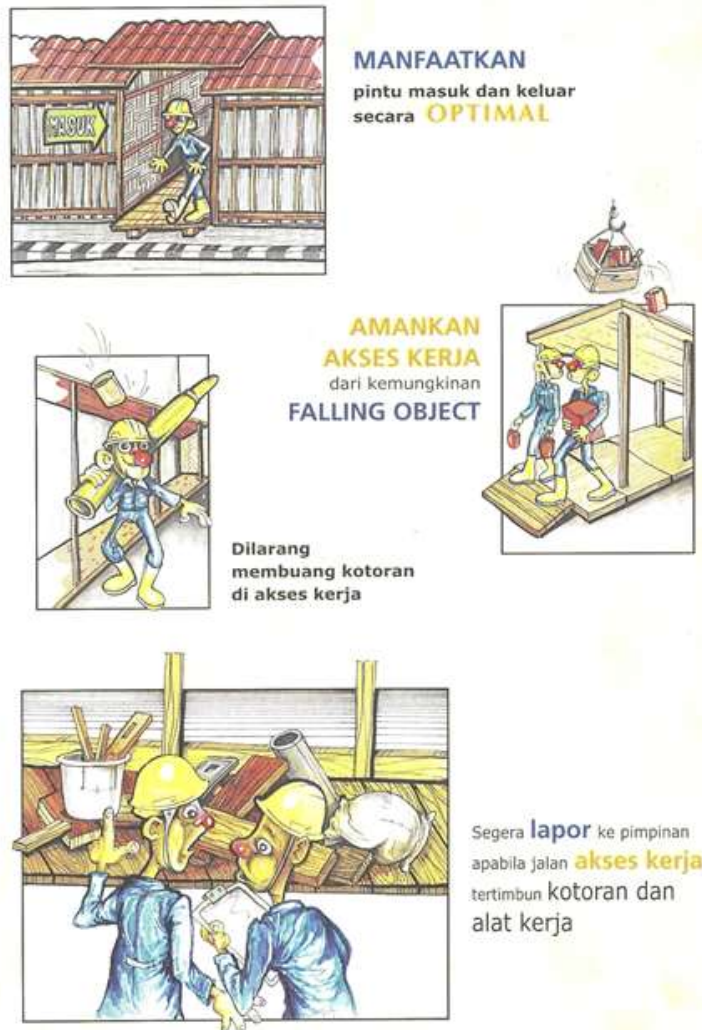 MASUK
MANFAATKAN
pintu masuk dan keluar
secara OPTIMAL
AMANKAN
AKSES KERJA
dari kemungkinan
FALLING OBJECT
Dilarang
membuang kotoran
di akses kerja
Segera lapor ke pimpinan
apabila jalan akses kerja
tertimbun kotoran dan
alat kerja